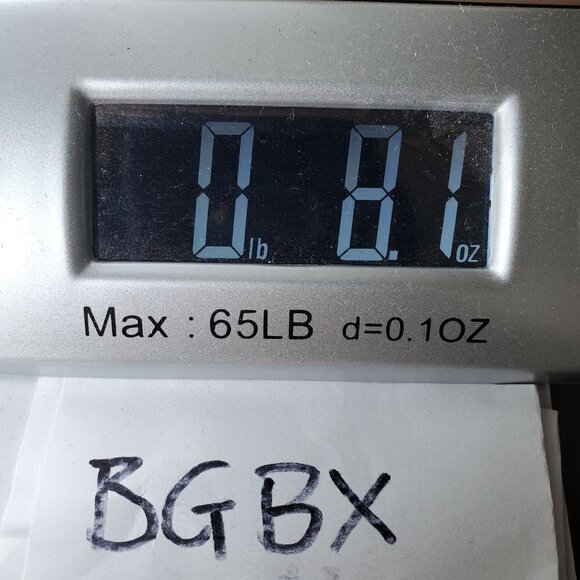 0 lb 8.1 oz
Max : 65LB d=0.1OZ
BGBX